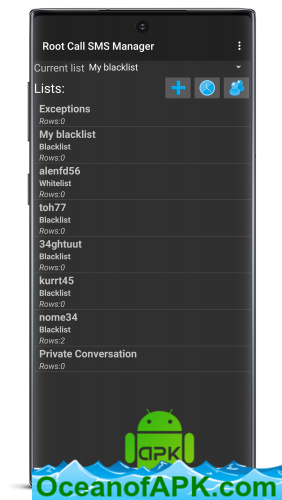 Root Call SMS Manager
Current list My blacklist
Lists:
Exceptions
Rows:0
My blacklist
Blacklist
Rows:0
alenfd56
Whitelist
Rows:0
toh77
Blacklist
Rows:0
34ghtuut
Blacklist
Rows:0
kurrt45
Blacklist
Rows:0
nome34
Blacklist
Rows:2
Private Conversation
Rows:0
APK
OceanofAPK.com